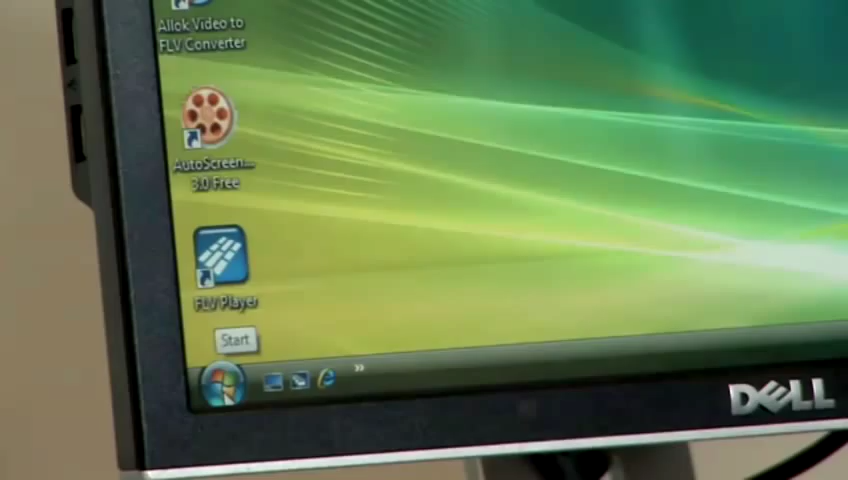 Allok Video to
FLV Converter
AutoScreen...
3.0 Free
FLV Player
Start
»
DELL